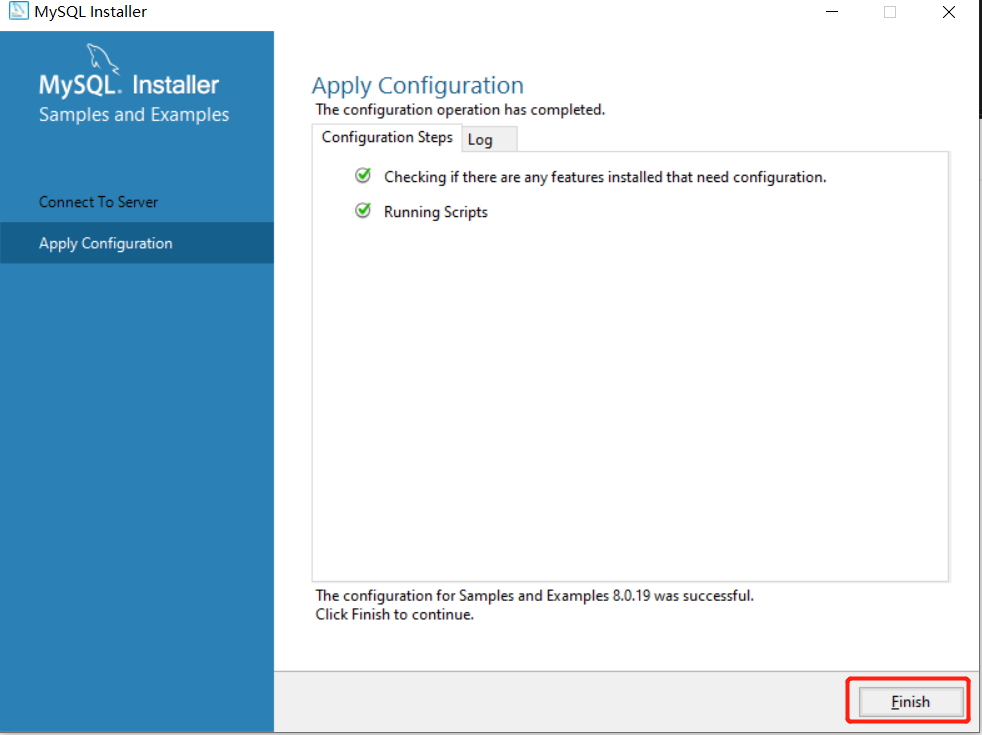 MySQL Installer
MySQL. Installer
Samples and Examples
Connect To Server
Apply Configuration
Apply Configuration
The configuration operation has completed.
Configuration Steps Log
Checking if there are any features installed that need configuration.
Running Scripts
The configuration for Samples and Examples 8.0.19 was successful.
Click Finish to continue.
Finish